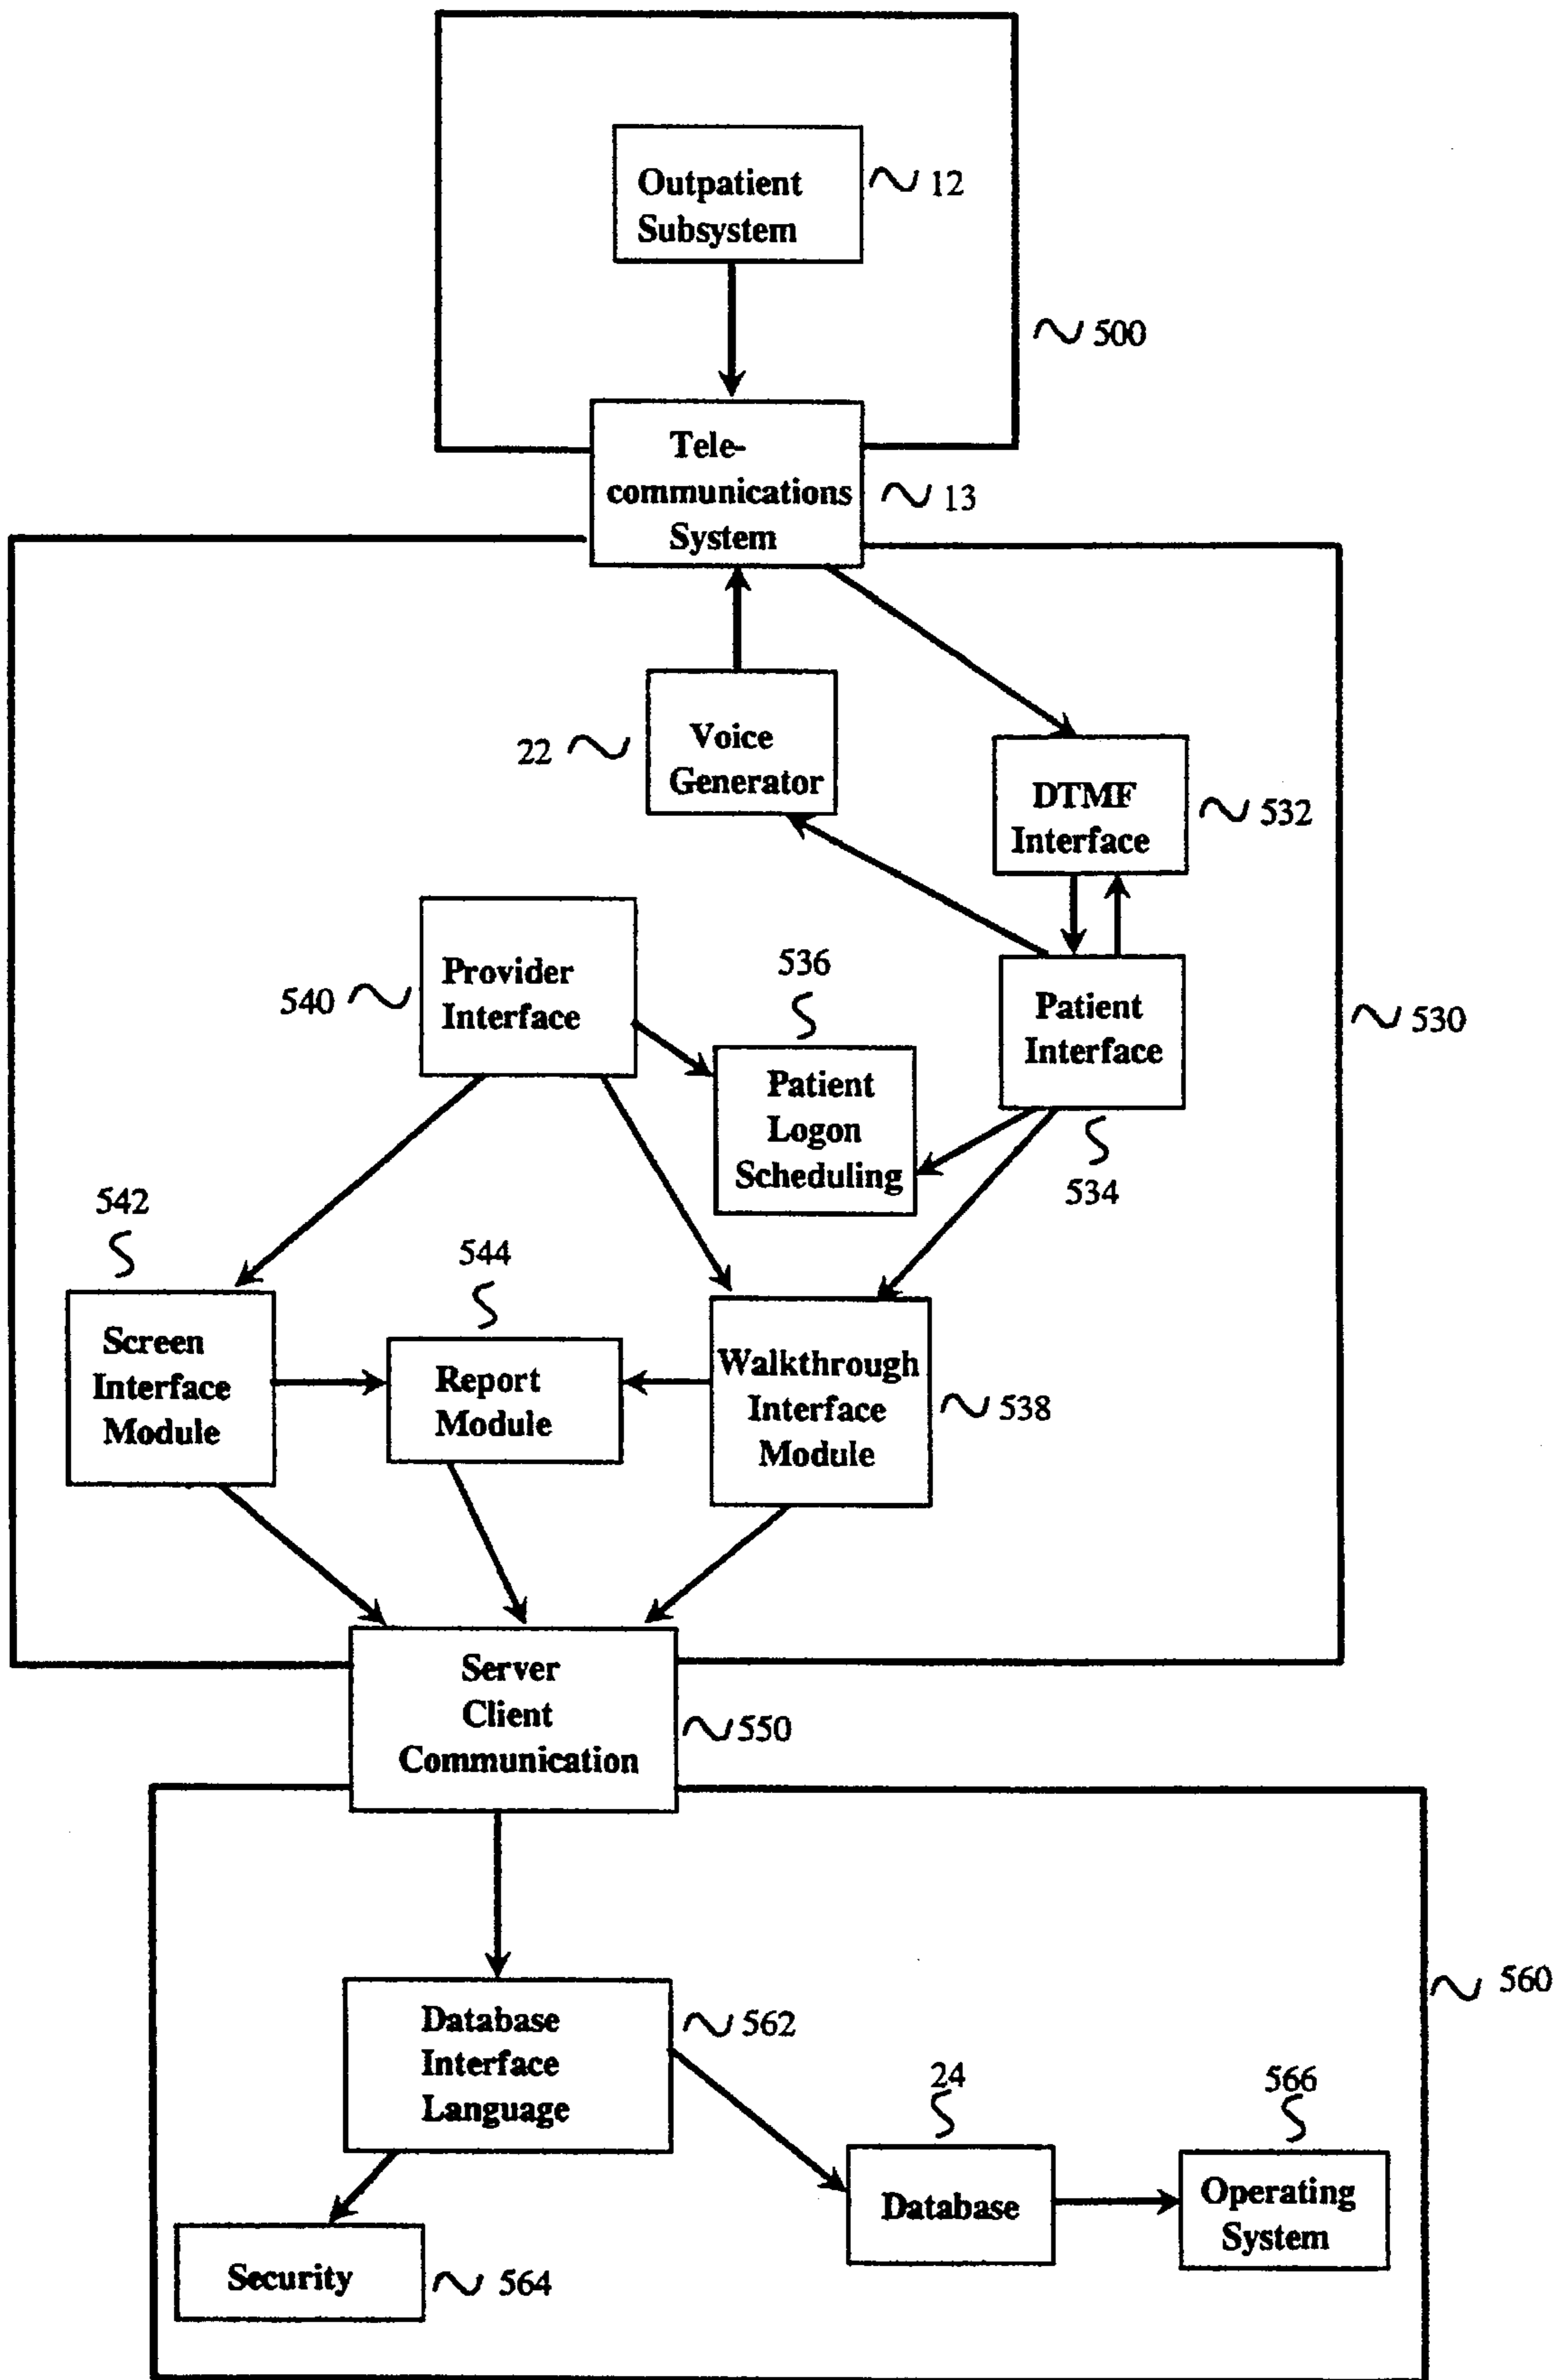 Outpatient
Subsystem
12
500
Tele-
communications
System
13
Voice
Generator
22
DTMF
Interface
532
Provider
Interface
540
536
Patient
Logon
Scheduling
Patient
Interface
530
534
542
544
Screen
Interface
Module
Report
Module
Walkthrough
Interface
Module
538
Server
Client
Communication
550
560
Database
Interface
Language
562
24
566
Database
Operating
System
Security
564